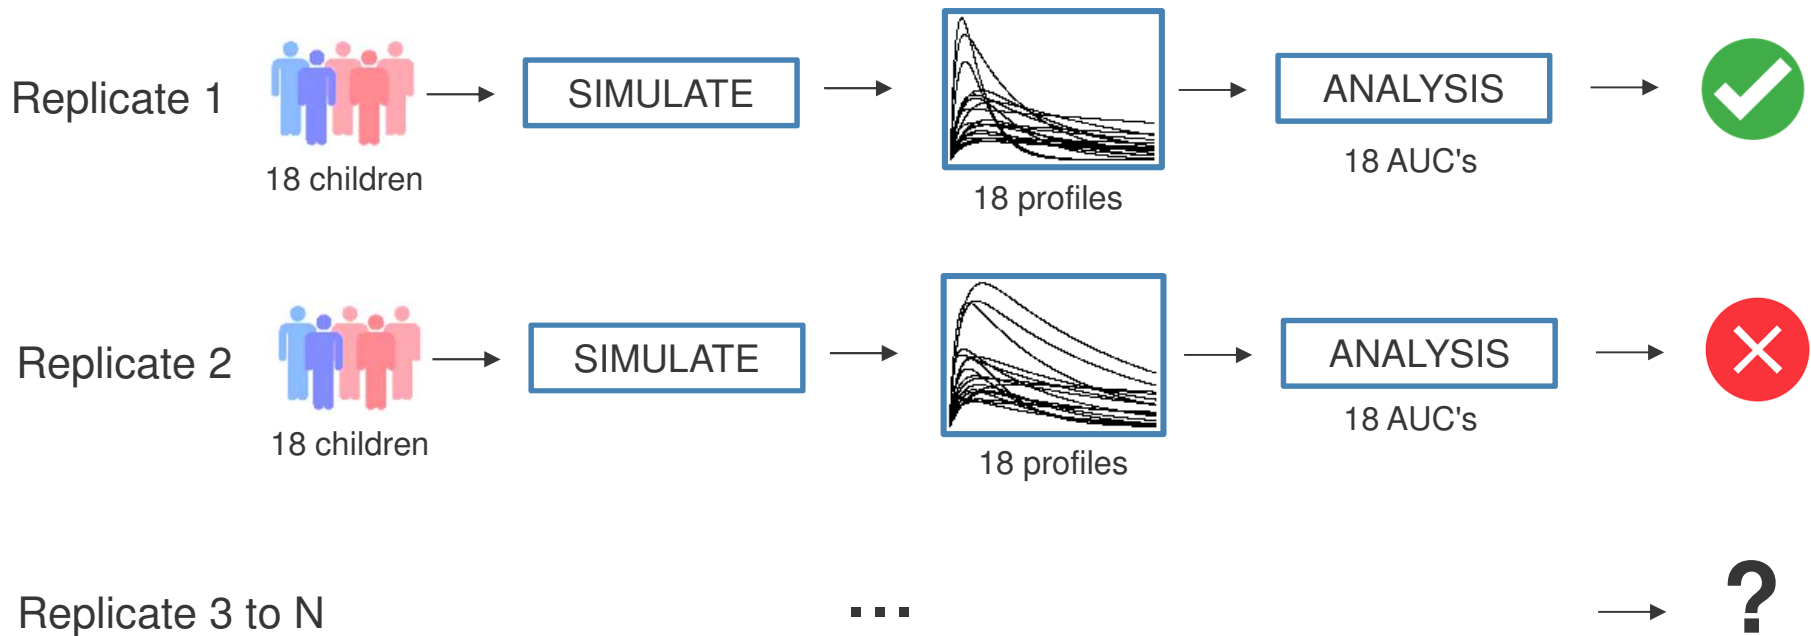 Replicate 1
18 children
SIMULATE
18 profiles
ANALYSIS
18 AUC's
Replicate 2
18 children
SIMULATE
18 profiles
ANALYSIS
18 AUC's
Replicate 3 to N
...
?